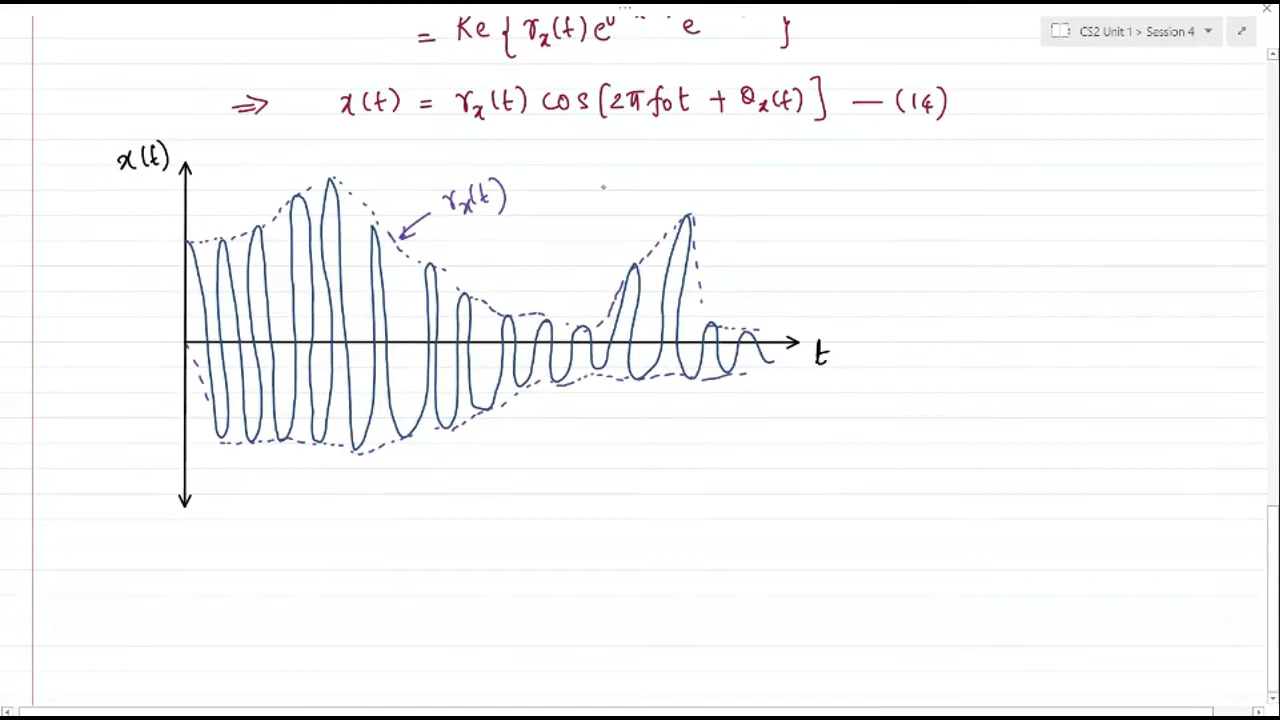 = Re { r_x(t) e e }
CS2 Unit 1 > Session 4
⇒ x(t) = r_x(t) cos [2πf0t + θ_x(t)] — (14)
x(t)
r_x(t)
t